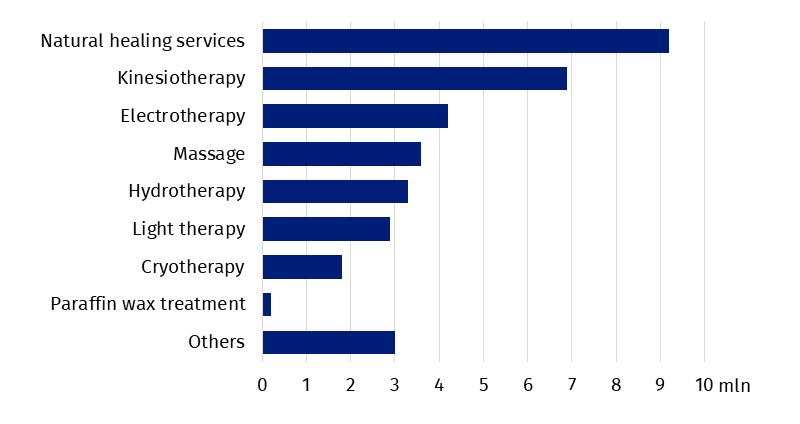 Natural healing services
Kinesiotherapy
Electrotherapy
Massage
Hydrotherapy
Light therapy
Cryotherapy
Paraffin wax treatment
Others
0 1 2 3 4 5 6 7 8 9 10 mln